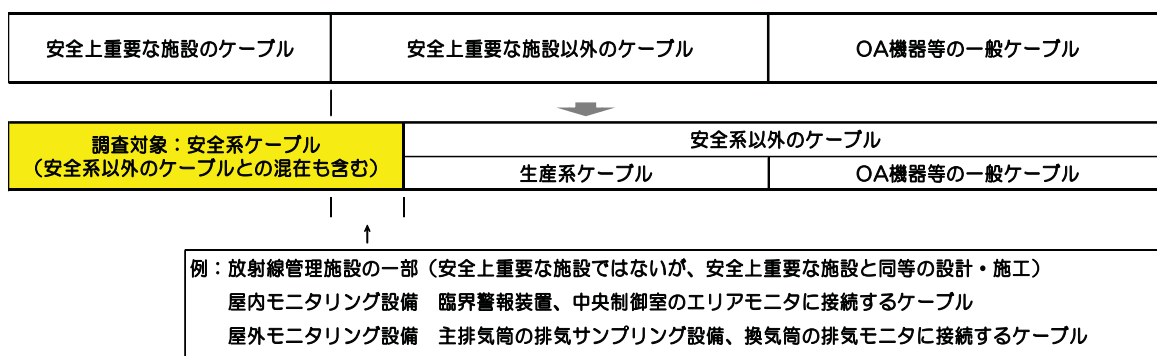 安全上重要な施設のケーブル 安全上重要な施設以外のケーブル OA機器等の一般ケーブル
調査対象：安全系ケーブル
（安全系以外のケーブルとの混在も含む）
安全系以外のケーブル
生産系ケーブル OA機器等の一般ケーブル
例：放射線管理施設の一部（安全上重要な施設ではないが、安全上重要な施設と同等の設計・施工）
屋内モニタリング設備 臨界警報装置、中央制御室のエリアモニタに接続するケーブル
屋外モニタリング設備 主排気筒の排気サンプリング設備、換気筒の排気モニタに接続するケーブル